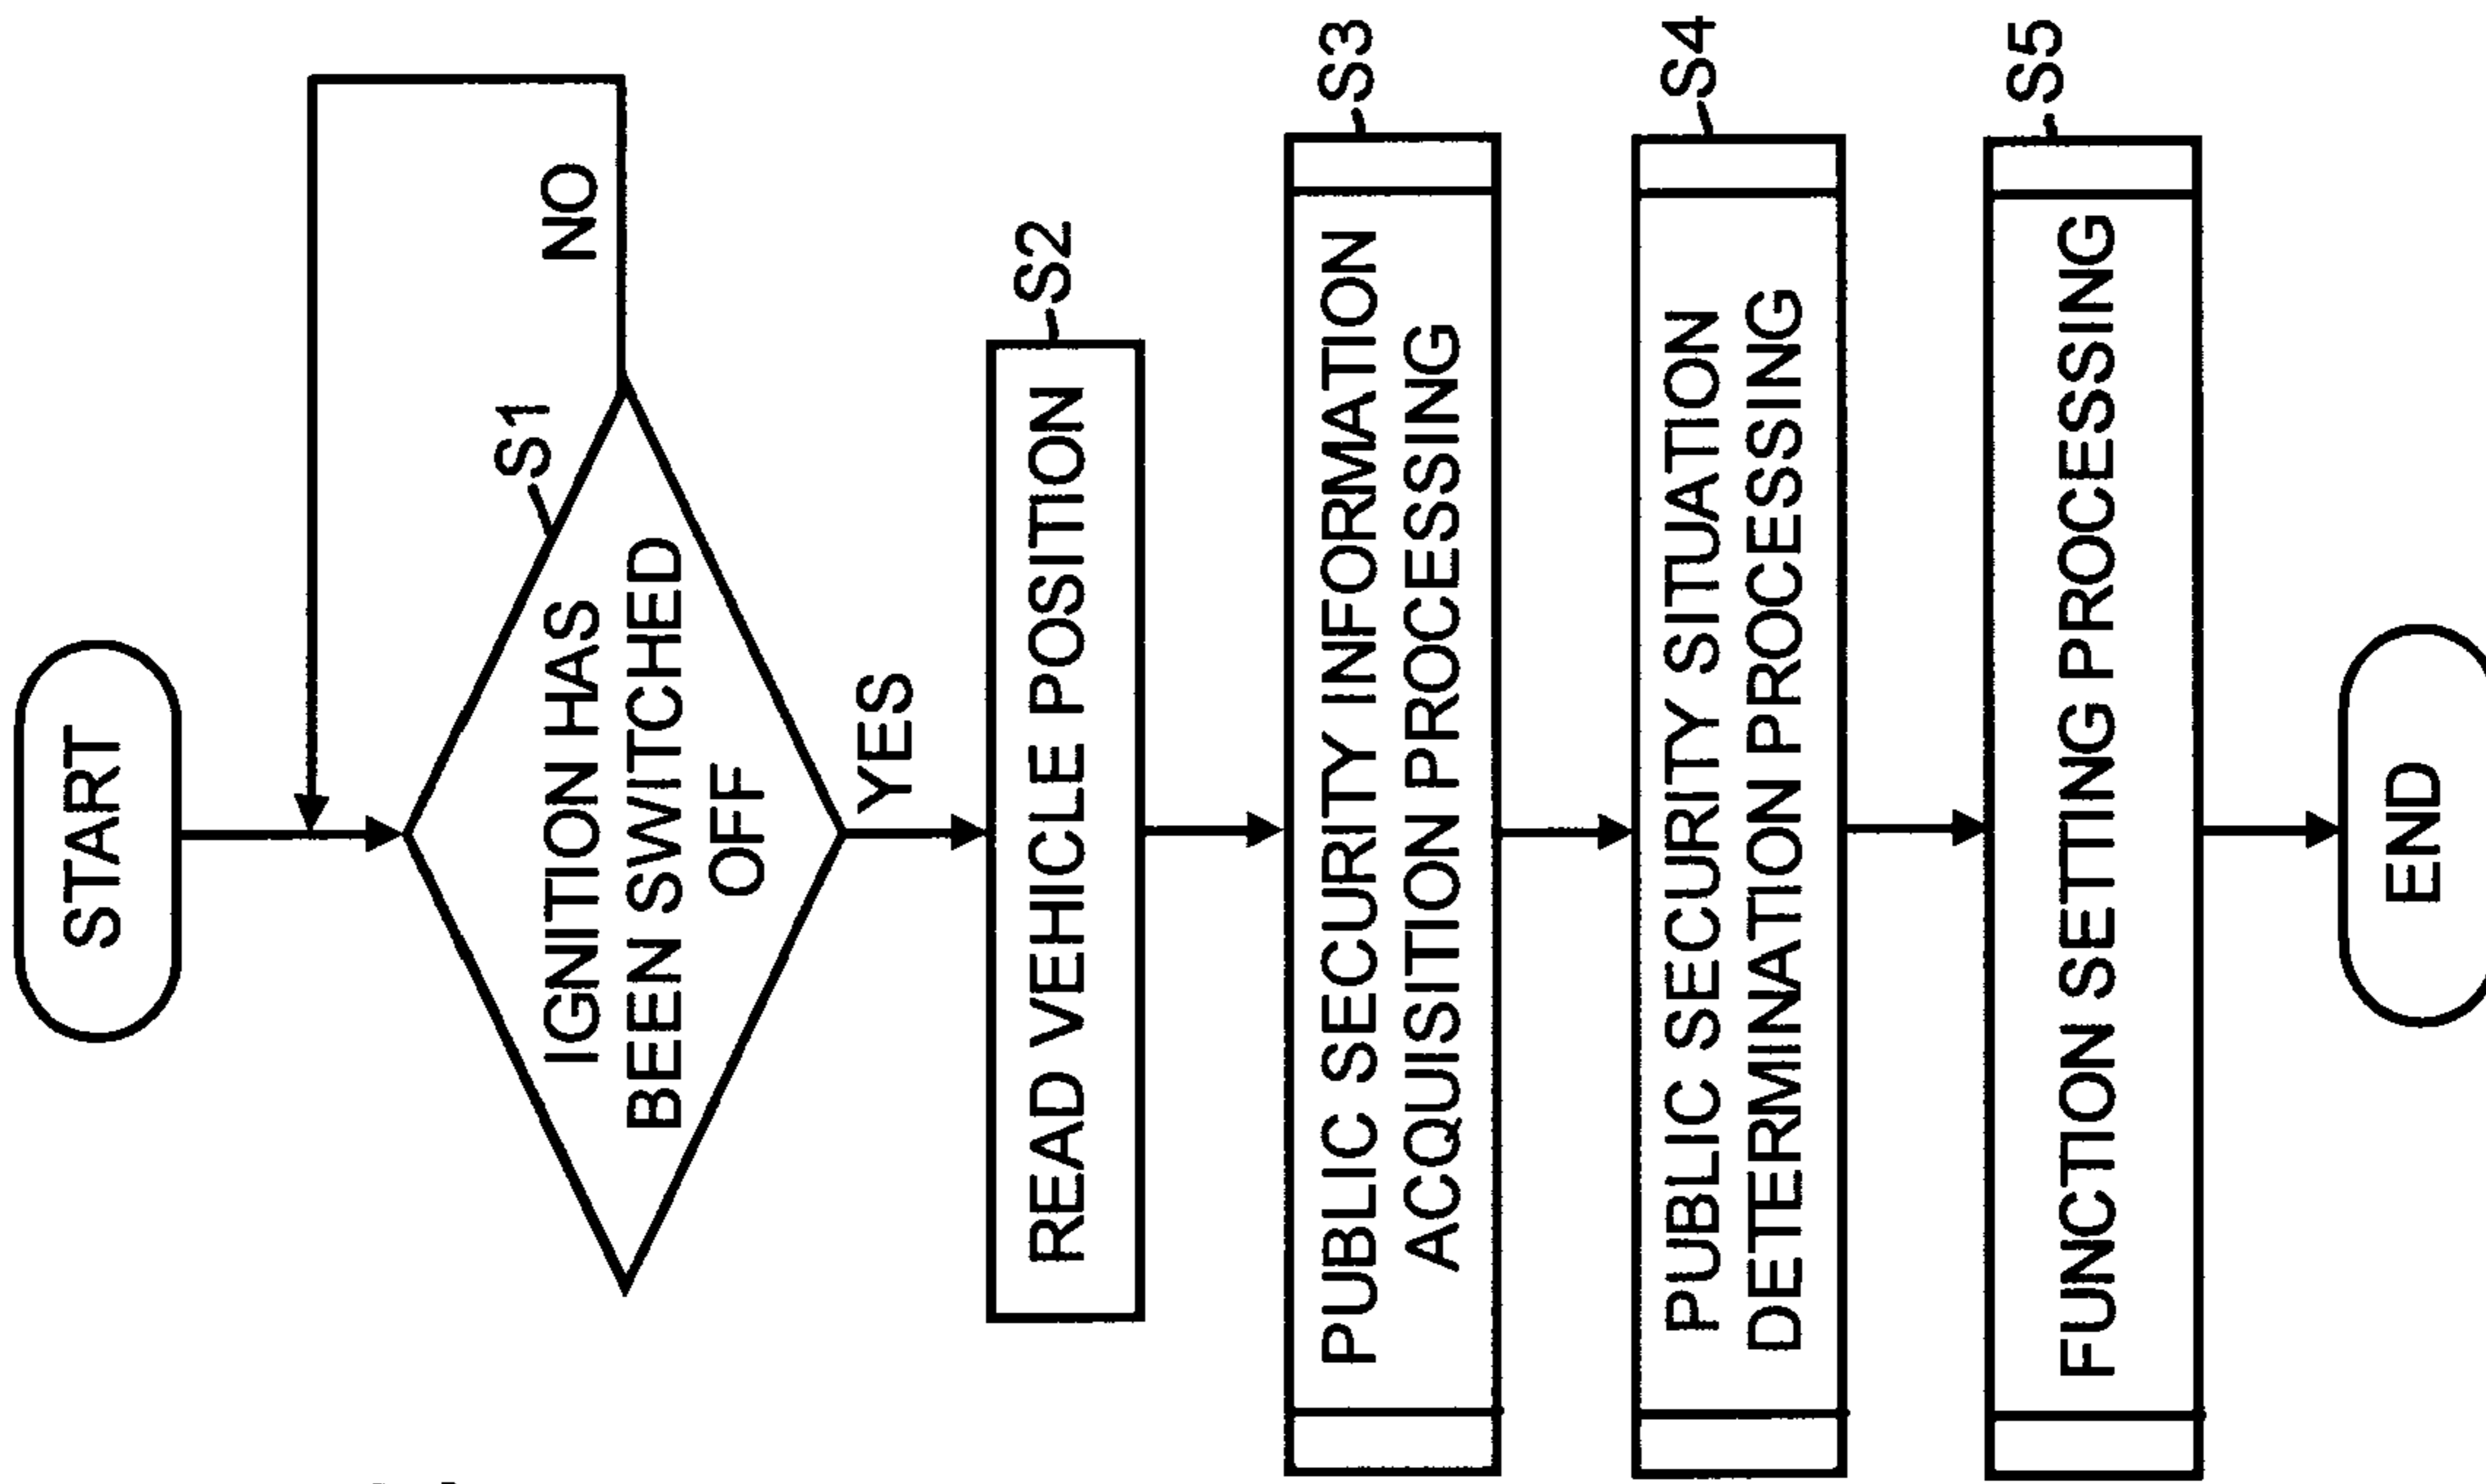 START
IGNITION HAS
BEEN SWITCHED
OFF
S1
NO
YES
READ VEHICLE POSITION
S2
PUBLIC SECURITY INFORMATION
ACQUISITION PROCESSING
S3
PUBLIC SECURITY SITUATION
DETERMINATION PROCESSING
S4
FUNCTION SETTING PROCESSING
S5
END